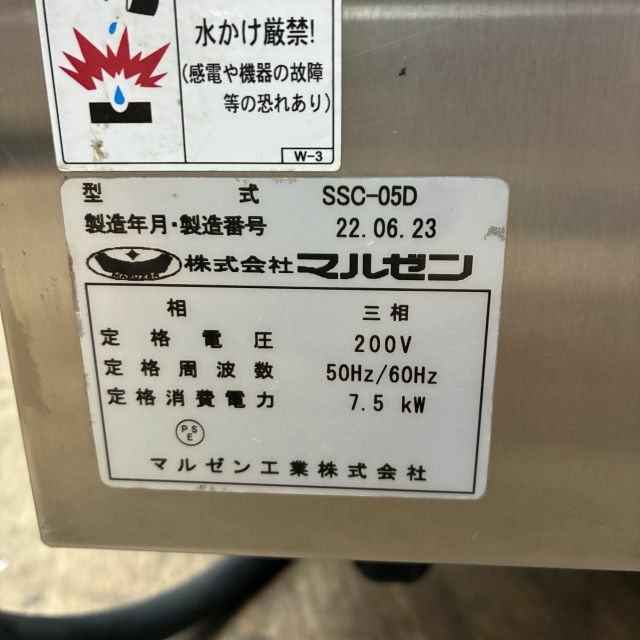 水かけ厳禁!
(感電や機器の故障
等の恐れあり)
W-3
型 式 SSC-05D
製造年月・製造番号 22.06.23
MARUZEN 株式会社 マルゼン
相 三相
定格電圧 200V
定格周波数 50Hz/60Hz
定格消費電力 7.5 kW
PSE
マルゼン工業株式会社